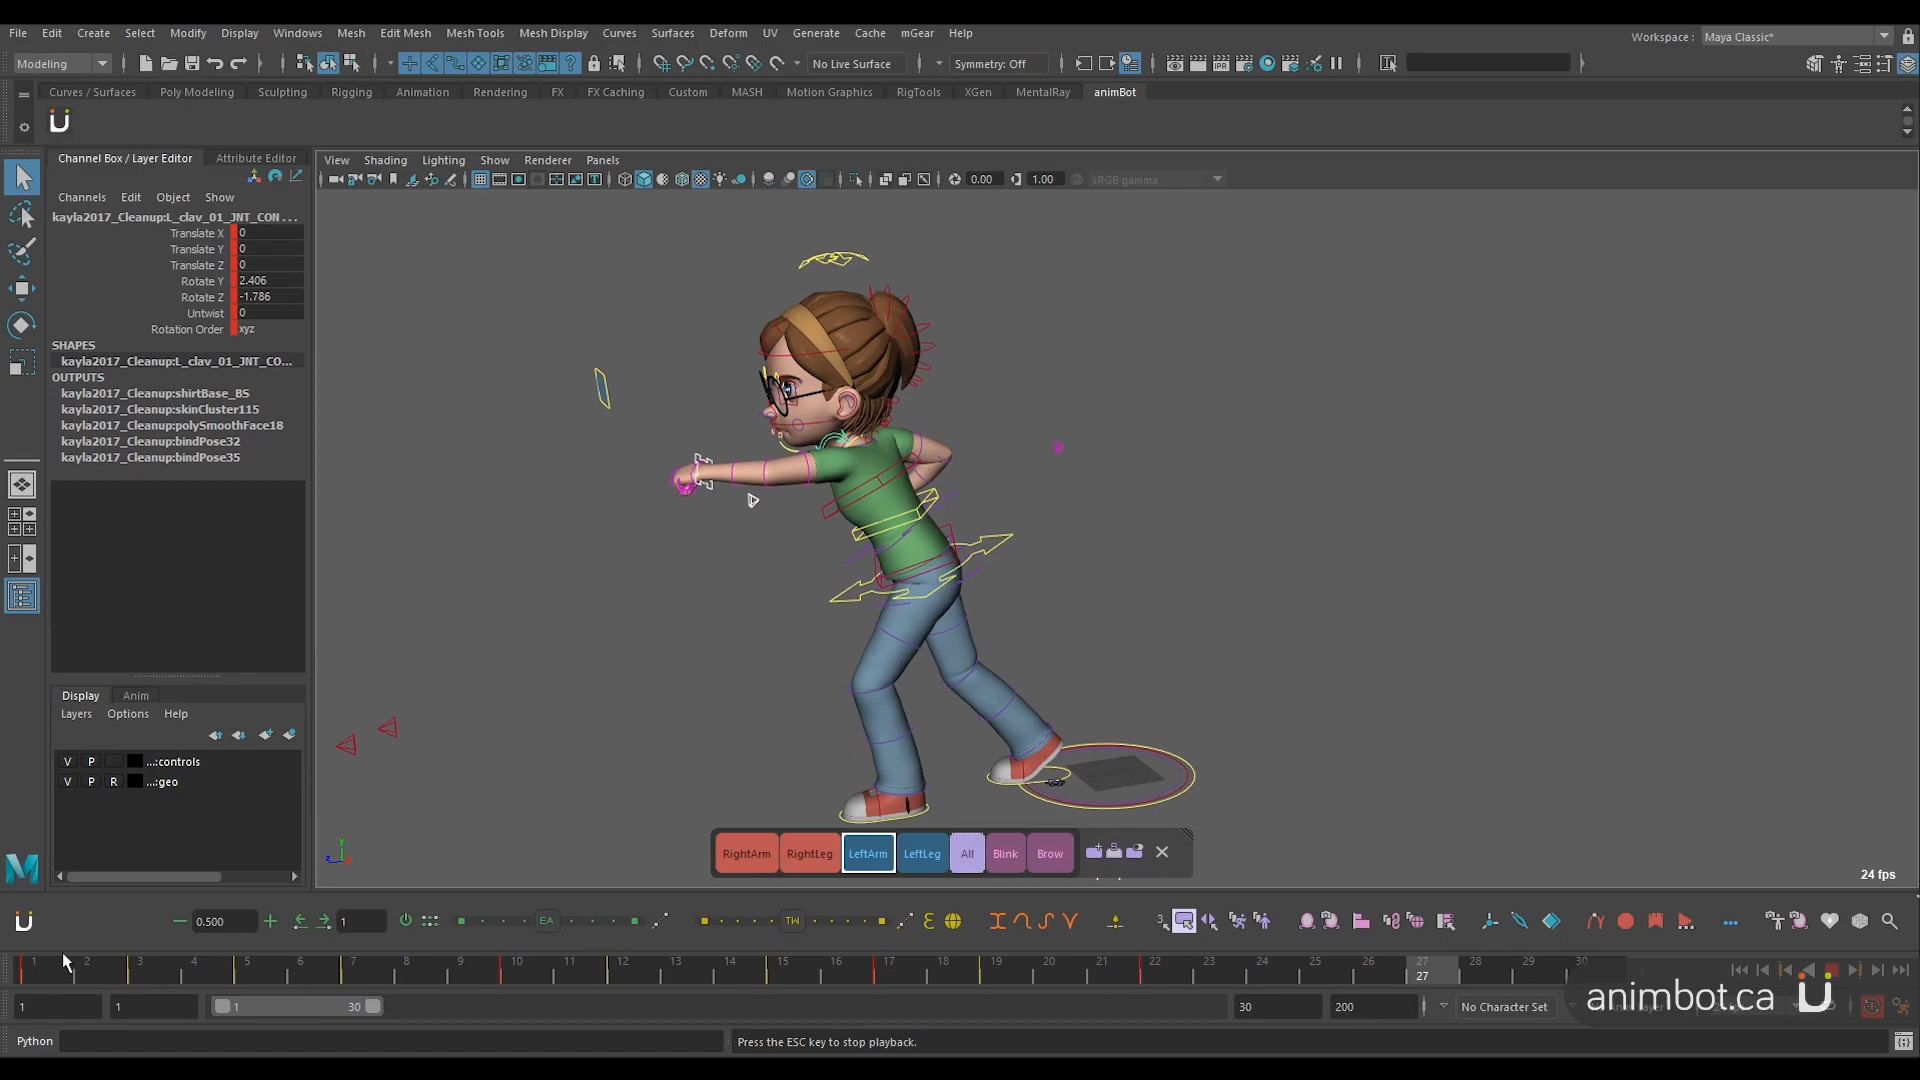 File Edit Create Select Modify Display Windows Mesh Edit Mesh Mesh Tools Mesh Display Curves Surfaces Deform UV Generate Cache mGear Help
Workspace : Maya Classic*
Modeling No Live Surface Symmetry: Off
Curves / Surfaces Poly Modeling Sculpting Rigging Animation Rendering FX FX Caching Custom MASH Motion Graphics RigTools XGen MentalRay animBot
Channel Box / Layer Editor Attribute Editor
View Shading Lighting Show Renderer Panels
0.00 1.00 sRGB gamma
Channels Edit Object Show
kayla2017_Cleanup:L_clav_01_JNT_CON...
Translate X 0
Translate Y 0
Translate Z 0
Rotate Y 2.406
Rotate Z -1.786
Untwist 0
Rotation Order xyz
SHAPES
kayla2017_Cleanup:L_clav_01_JNT_CO...
OUTPUTS
kayla2017_Cleanup:shirtBase_BS
kayla2017_Cleanup:skinCluster115
kayla2017_Cleanup:polySmoothFace18
kayla2017_Cleanup:bindPose32
kayla2017_Cleanup:bindPose35
Display Anim
Layers Options Help
V P ...:controls
V P R ...:geo
RightArm RightLeg LeftArm LeftLeg All Blink Brow
24 fps
0.500 1 EA TW 3
1 2 3 4 5 6 7 8 9 10 11 12 13 14 15 16 17 18 19 20 21 22 23 24 25 26 27 28 29 30
27
1 1 1 30 30 200 No Character Set
animbot.ca
Python Press the ESC key to stop playback.